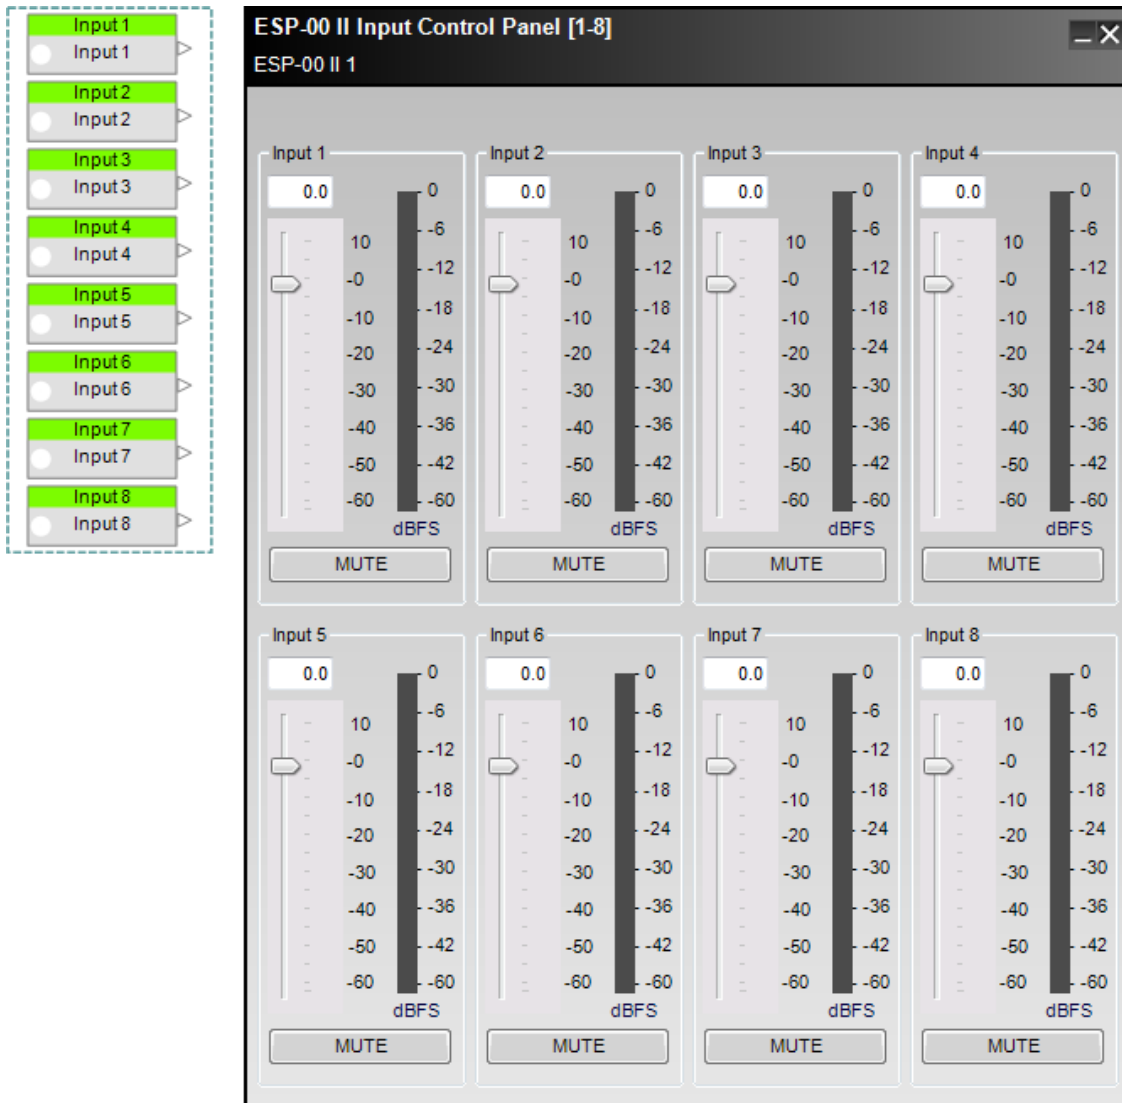 Input 1
Input 1
Input 2
Input 2
Input 3
Input 3
Input 4
Input 4
Input 5
Input 5
Input 6
Input 6
Input 7
Input 7
Input 8
Input 8
ESP-00 II Input Control Panel [1-8]
ESP-00 II 1
Input 1 Input 2 Input 3 Input 4
0.0 0 0.0 0 0.0 0 0.0 0
-6 -6 -6 -6
10 10 10 10
-12 -12 -12 -12
-0 -0 -0 -0
-18 -18 -18 -18
-10 -10 -10 -10
-20 -24 -20 -24 -20 -24 -20 -24
-30 -30 -30 -30 -30 -30 -30 -30
-40 -36 -40 -36 -40 -36 -40 -36
-50 -42 -50 -42 -50 -42 -50 -42
-60 -60 -60 -60 -60 -60 -60 -60
dBFS dBFS dBFS dBFS
MUTE MUTE MUTE MUTE
Input 5 Input 6 Input 7 Input 8
0.0 0 0.0 0 0.0 0 0.0 0
-6 -6 -6 -6
10 10 10 10
-12 -12 -12 -12
-0 -0 -0 -0
-18 -18 -18 -18
-10 -10 -10 -10
-20 -24 -20 -24 -20 -24 -20 -24
-30 -30 -30 -30 -30 -30 -30 -30
-40 -36 -40 -36 -40 -36 -40 -36
-50 -42 -50 -42 -50 -42 -50 -42
-60 -60 -60 -60 -60 -60 -60 -60
dBFS dBFS dBFS dBFS
MUTE MUTE MUTE MUTE